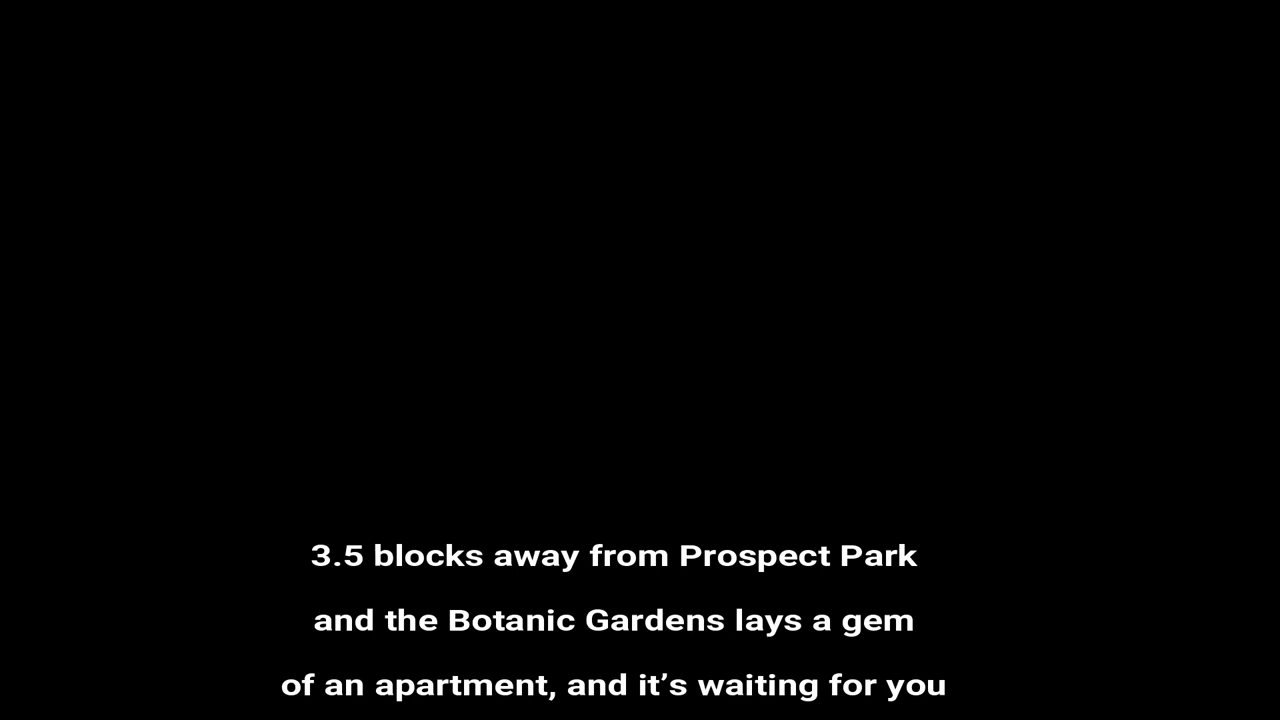 3.5 blocks away from Prospect Park
and the Botanic Gardens lays a gem
of an apartment, and it’s waiting for you